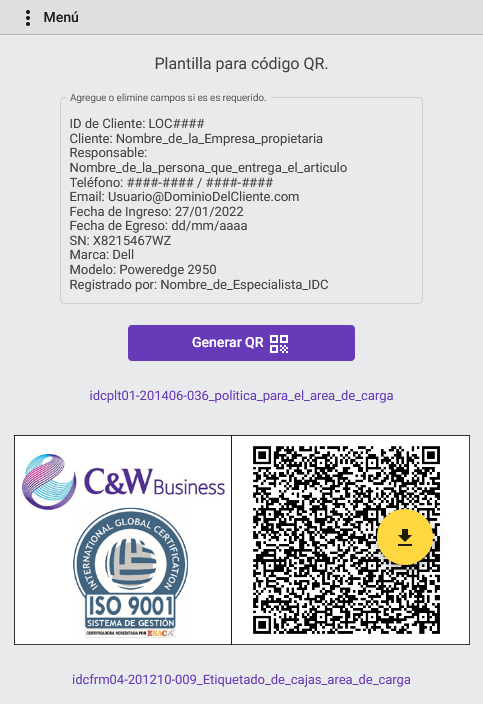 Menú
Plantilla para código QR.
Agregue o elimine campos si es es requerido.
ID de Cliente: LOC####
Cliente: Nombre_de_la_Empresa_propietaria
Responsable:
Nombre_de_la_persona_que_entrega_el_articulo
Teléfono: ####-#### / ####-####
Email: Usuario@DominioDelCliente.com
Fecha de Ingreso: 27/01/2022
Fecha de Egreso: dd/mm/aaaa
SN: X8215467WZ
Marca: Dell
Modelo: Poweredge 2950
Registrado por: Nombre_de_Especialista_IDC
Generar QR
idcplt01-201406-036_politica_para_el_area_de_carga
C&W Business
INTERNATIONAL GLOBAL CERTIFICATION
ISO 9001
SISTEMA DE GESTIÓN
CERTIFICADORA ACREDITADA POR ENAC
idcfrm04-201210-009_Etiquetado_de_cajas_area_de_carga